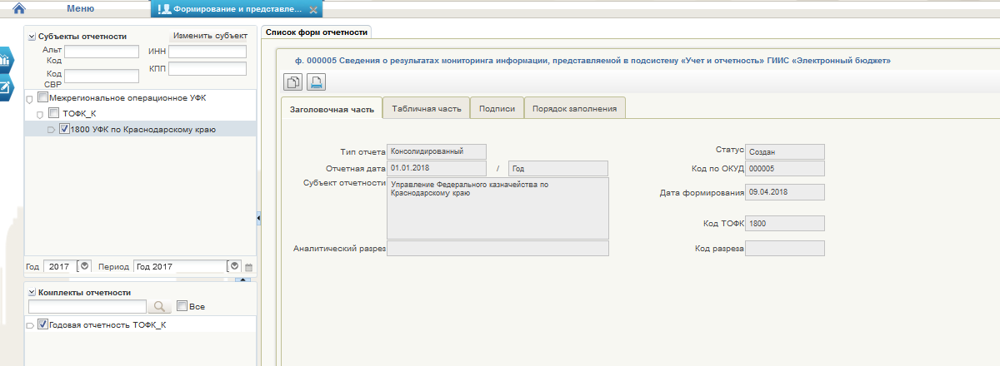 Меню
Формирование и представле...
Субъекты отчетности
Изменить субъект
Альт Код
ИНН
Код СВР
КПП
Межрегиональное операционное УФК
ТОФК_К
1800 УФК по Краснодарскому краю
Год 2017 Период Год 2017
Комплекты отчетности
Все
Годовая отчетность ТОФК_К
Список форм отчетности
ф. 000005 Сведения о результатах мониторинга информации, представляемой в подсистему «Учет и отчетность» ГИИС «Электронный бюджет»
Заголовочная часть Табличная часть Подписи Порядок заполнения
Тип отчета Консолидированный
Статус Создан
Отчетная дата 01.01.2018 / Год
Код по ОКУД 000005
Субъект отчетности Управление Федерального казначейства по
Краснодарскому краю
Дата формирования 09.04.2018
Код ТОФК 1800
Аналитический разрез
Код разреза